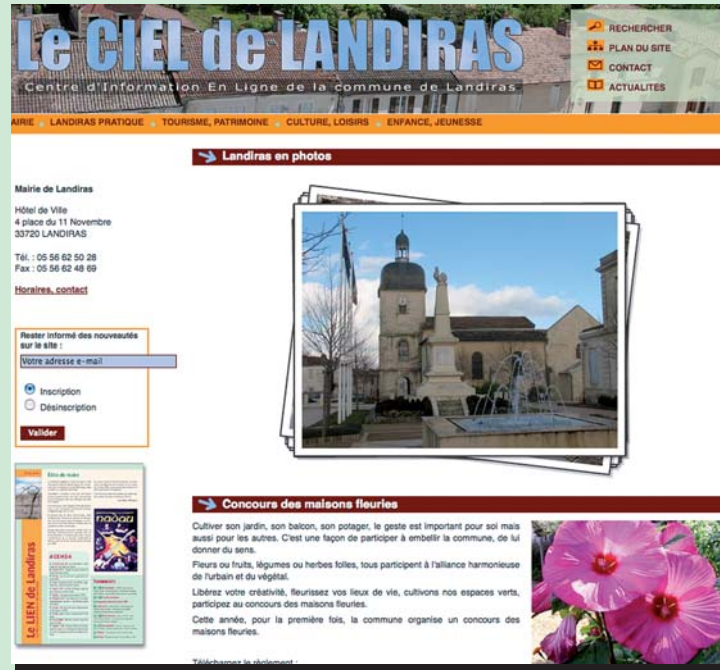 Le CIEL de LANDIRAS
Centre d'Information En Ligne de la commune de Landiras
RECHERCHER
PLAN DU SITE
CONTACT
ACTUALITES
AIRIE LANDIRAS PRATIQUE TOURISME, PATRIMOINE CULTURE, LOISIRS ENFANCE, JEUNESSE
Landiras en photos
Mairie de Landiras
Hôtel de Ville
4 place du 11 Novembre
33720 LANDIRAS
Tél. : 05 56 62 50 28
Fax : 05 56 62 48 69
Horaires, contact
Rester informé des nouveautés
sur le site :
Votre adresse e-mail
Inscription
Désinscription
Valider
Le LIEN de Landiras
nadau
AGENDA
Concours des maisons fleuries
Cultiver son jardin, son balcon, son potager, le geste est important pour soi mais
aussi pour les autres. C'est une façon de participer à embellir la commune, de lui
donner du sens.
Fleurs ou fruits, légumes ou herbes folles, tous participent à l'alliance harmonieuse
de l'urbain et du végétal.
Libérez votre créativité, fleurissez vos lieux de vie, cultivons nos espaces verts,
participez au concours des maisons fleuries.
Cette année, pour la première fois, la commune organise un concours des
maisons fleuries.
Téléchargez le règlement :